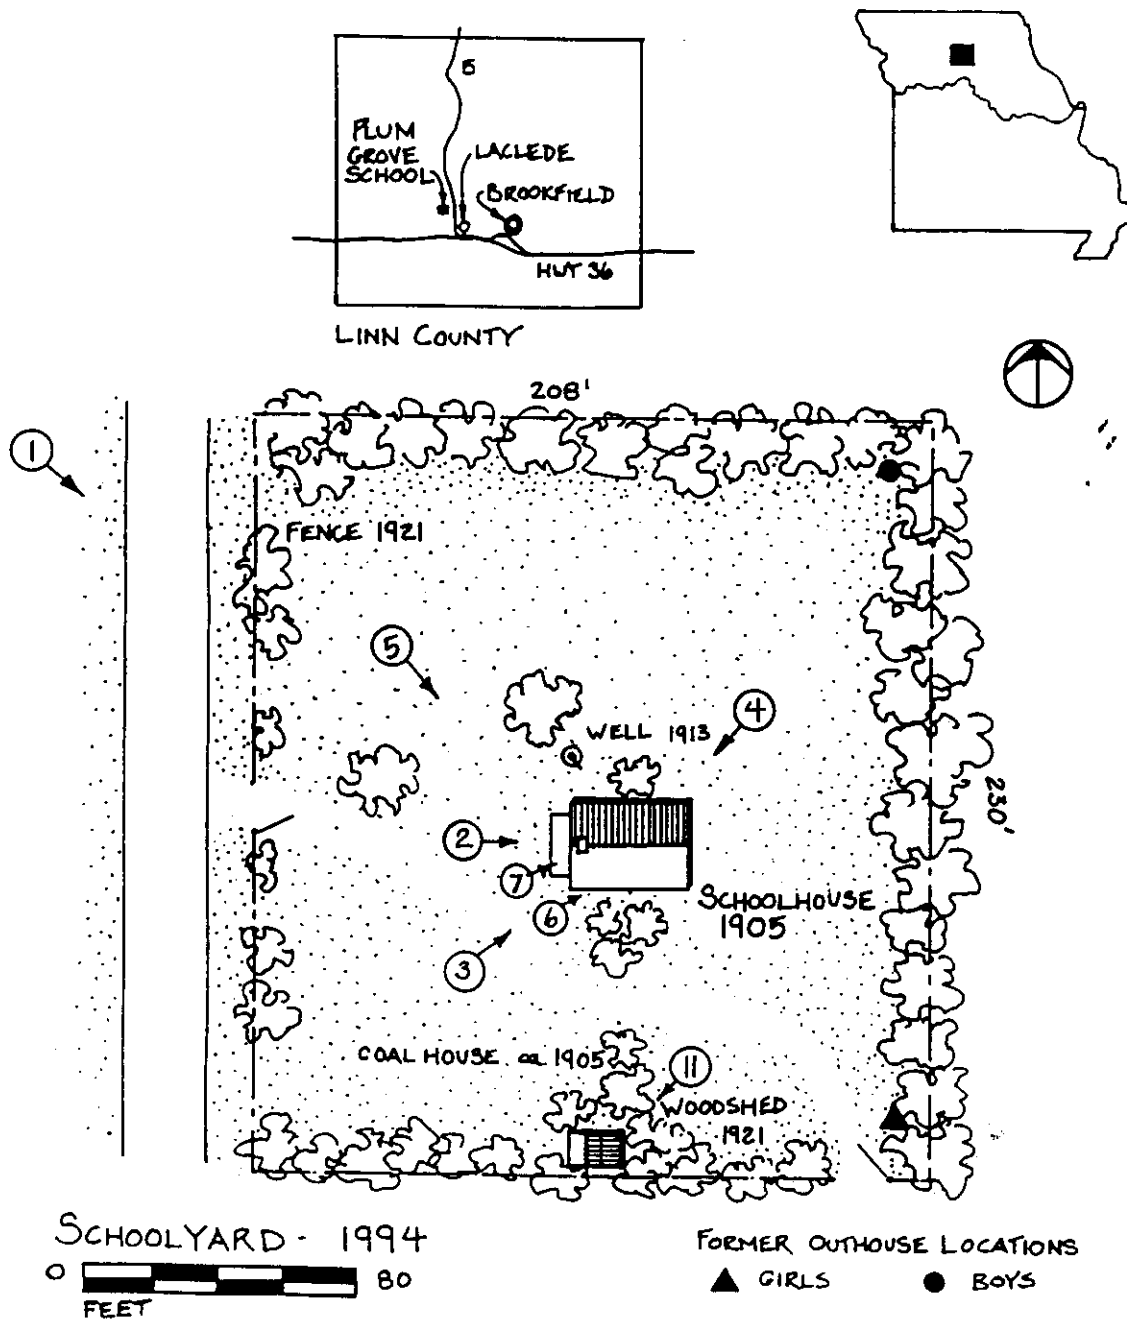 5
PLUM
GROVE
SCHOOL
LACLEDE
BROOKFIELD
HWY 36
LINN COUNTY
208'
1
FENCE 1921
5
4
WELL 1913
230'
2
7
6
SCHOOLHOUSE
1905
3
COAL HOUSE ca 1905
11
WOODSHED
1921
SCHOOLYARD - 1994
0 80
FEET
FORMER OUTHOUSE LOCATIONS
GIRLS BOYS